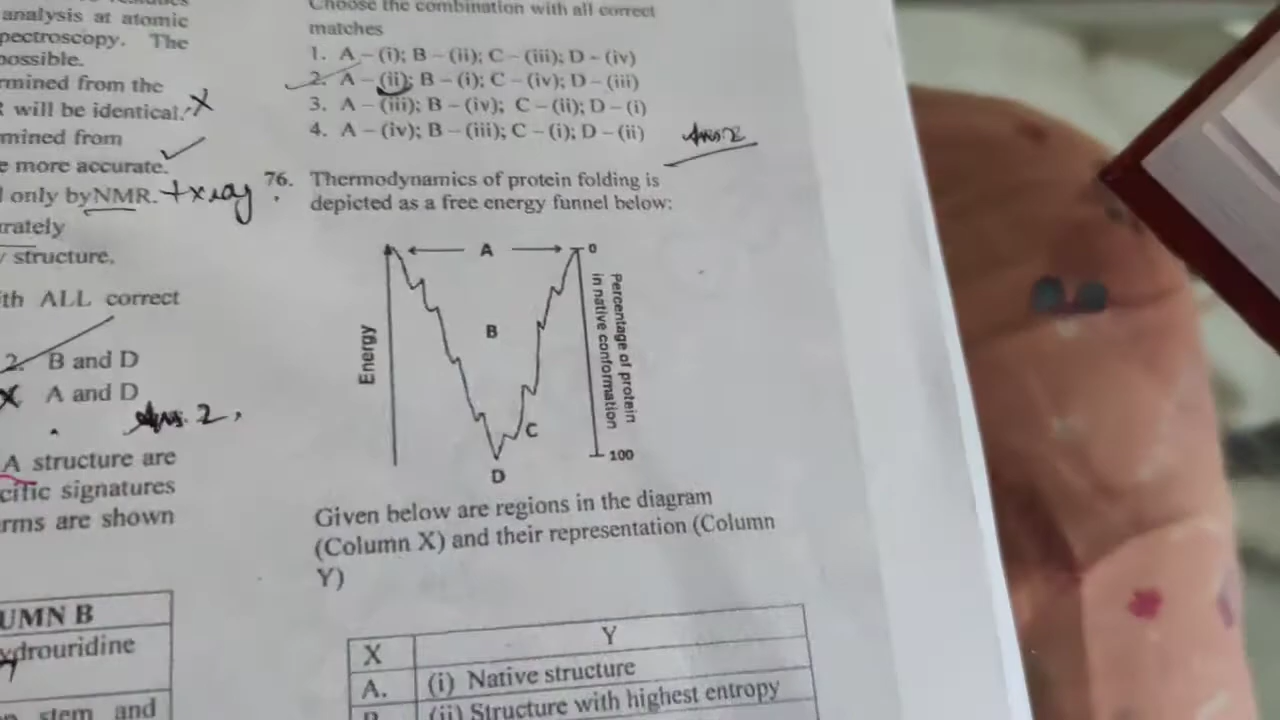 analysis at atomic
pectroscopy. The
possible.
rmined from the
will be identical. X
mined from
e more accurate.
only by NMR. + xray
rately
structure.
ith ALL correct
2. B and D
X A and D
Ans. 2,
A structure are
cific signatures
rms are shown
UMN B
ydrouridine
stem and
Choose the combination with all correct
matches
1. A – (i); B – (ii); C – (iii); D – (iv)
2. A – (ii); B – (i); C – (iv); D – (iii)
3. A – (iii); B – (iv); C – (ii); D – (i)
4. A – (iv); B – (iii); C – (i); D – (ii)
Ans 2
76. Thermodynamics of protein folding is
depicted as a free energy funnel below:
A
0
B
Energy
Percentage of protein
in native conformation
C
100
D
Given below are regions in the diagram
(Column X) and their representation (Column
Y)
X Y
A. (i) Native structure
(ii) Structure with highest entropy